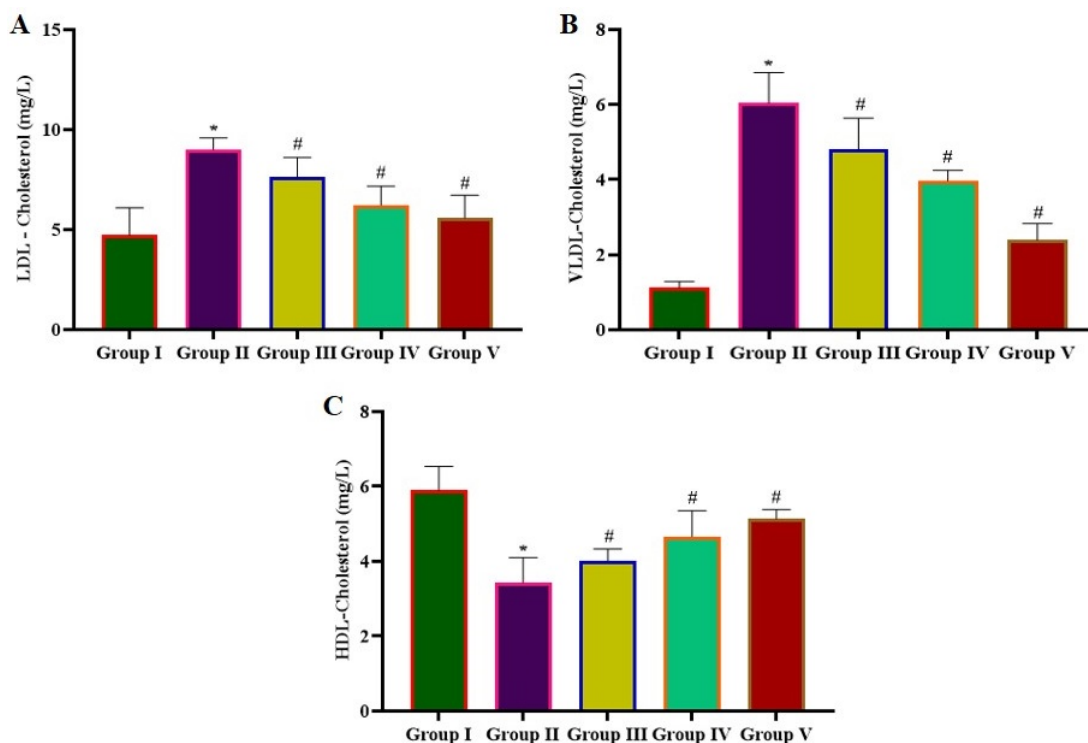 A
LDL - Cholesterol (mg/L)
15
10
5
0
*
#
#
#
Group I Group II Group III Group IV Group V
B
VLDL-Cholesterol (mg/L)
8
6
4
2
0
*
#
#
#
Group I Group II Group III Group IV Group V
C
HDL-Cholesterol (mg/L)
8
6
4
2
0
*
#
#
#
Group I Group II Group III Group IV Group V